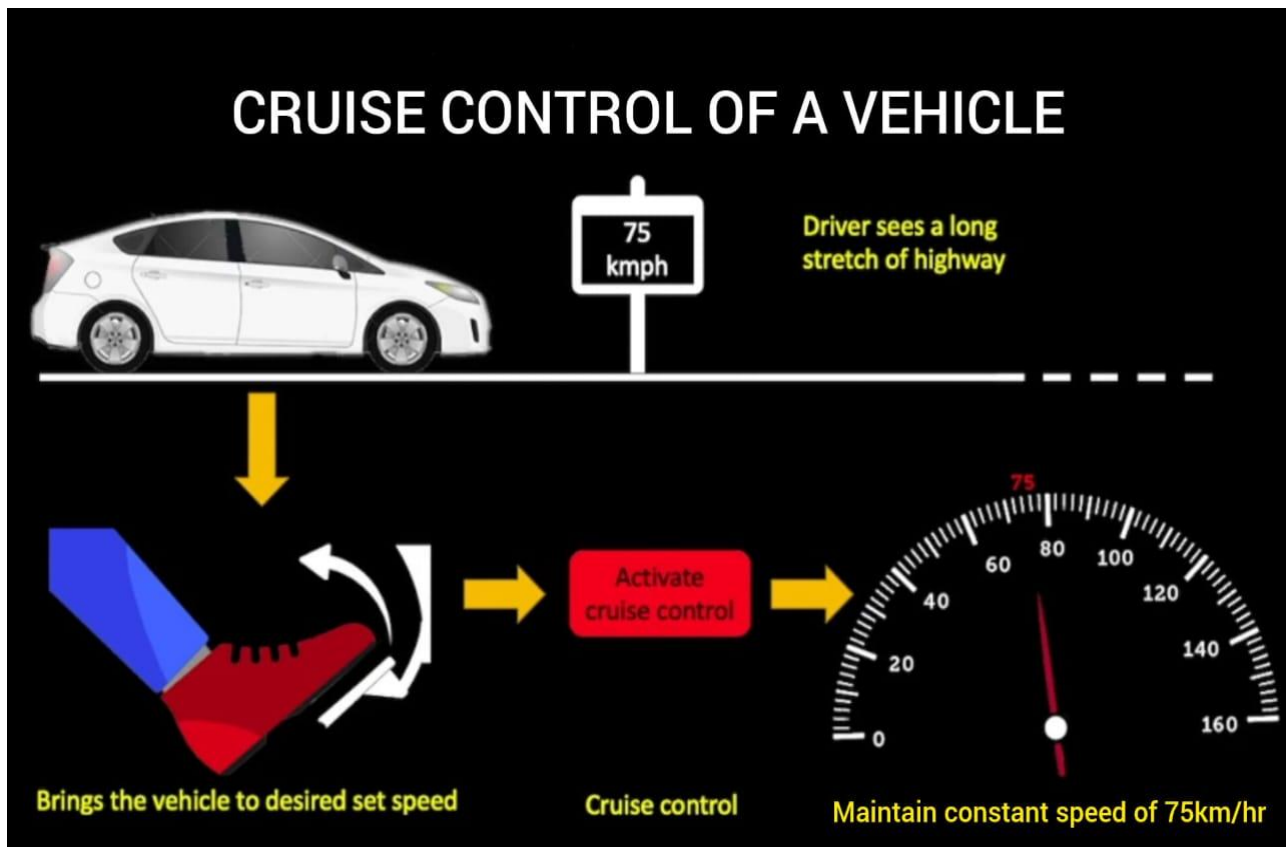 CRUISE CONTROL OF A VEHICLE
75
kmph
Driver sees a long
stretch of highway
Activate
cruise control
75
0
20
40
60
80
100
120
140
160
Brings the vehicle to desired set speed
Cruise control
Maintain constant speed of 75km/hr